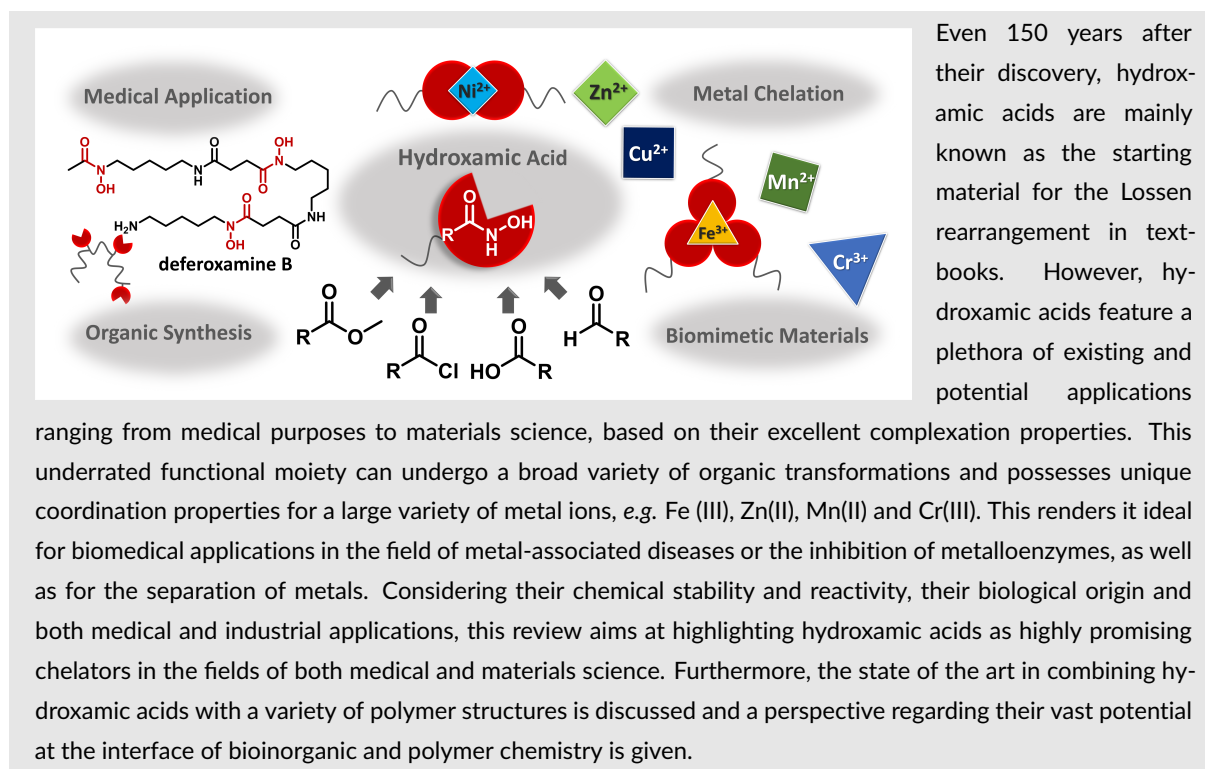 Medical Application
Ni2+
Zn2+
Metal Chelation
Cu2+
Hydroxamic Acid
Mn2+
O
OH
H
N
O
N
N
OH
O
O
N
OH
O
O
R
N
H
OH
Fe3+
H2N
N
OH
O
O
NH
Cr3+
deferoxamine B
Organic Synthesis
O
R
O
O
R
Cl
O
HO
R
O
H
R
Biomimetic Materials
Even 150 years after
their discovery, hydrox-
amic acids are mainly
known as the starting
material for the Lossen
rearrangement in text-
books. However, hy-
droxamic acids feature a
plethora of existing and
potential applications
ranging from medical purposes to materials science, based on their excellent complexation properties. This
underrated functional moiety can undergo a broad variety of organic transformations and possesses unique
coordination properties for a large variety of metal ions, e.g. Fe (III), Zn(II), Mn(II) and Cr(III). This renders it ideal
for biomedical applications in the field of metal-associated diseases or the inhibition of metalloenzymes, as well
as for the separation of metals. Considering their chemical stability and reactivity, their biological origin and
both medical and industrial applications, this review aims at highlighting hydroxamic acids as highly promising
chelators in the fields of both medical and materials science. Furthermore, the state of the art in combining hy-
droxamic acids with a variety of polymer structures is discussed and a perspective regarding their vast potential
at the interface of bioinorganic and polymer chemistry is given.